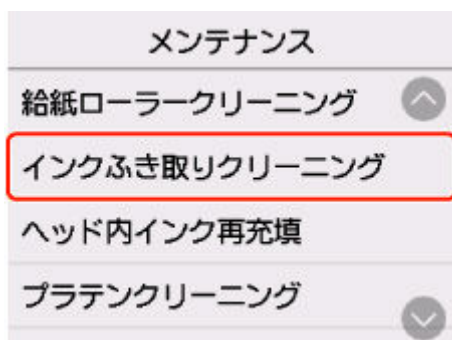 メンテナンス
給紙ローラークリーニング
インクふき取りクリーニング
ヘッド内インク再充填
プラテンクリーニング